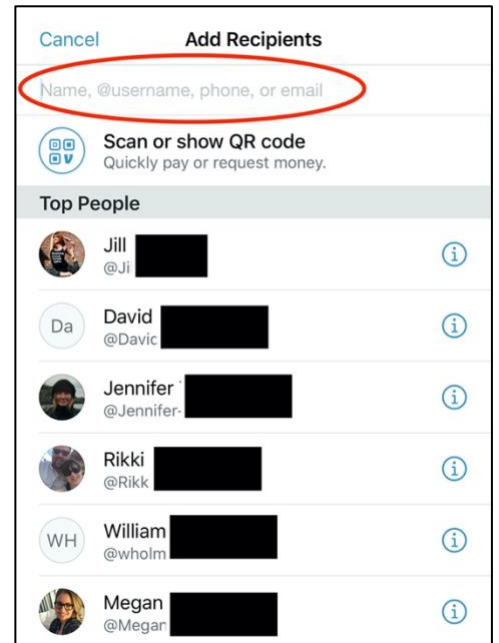 Cancel Add Recipients
Name, @username, phone, or email
Scan or show QR code
Quickly pay or request money.
Top People
Jill
@Ji
Da
David
@Davic
Jennifer
@Jennifer-
Rikki
@Rikk
WH
William
@wholm
Megan
@Megan